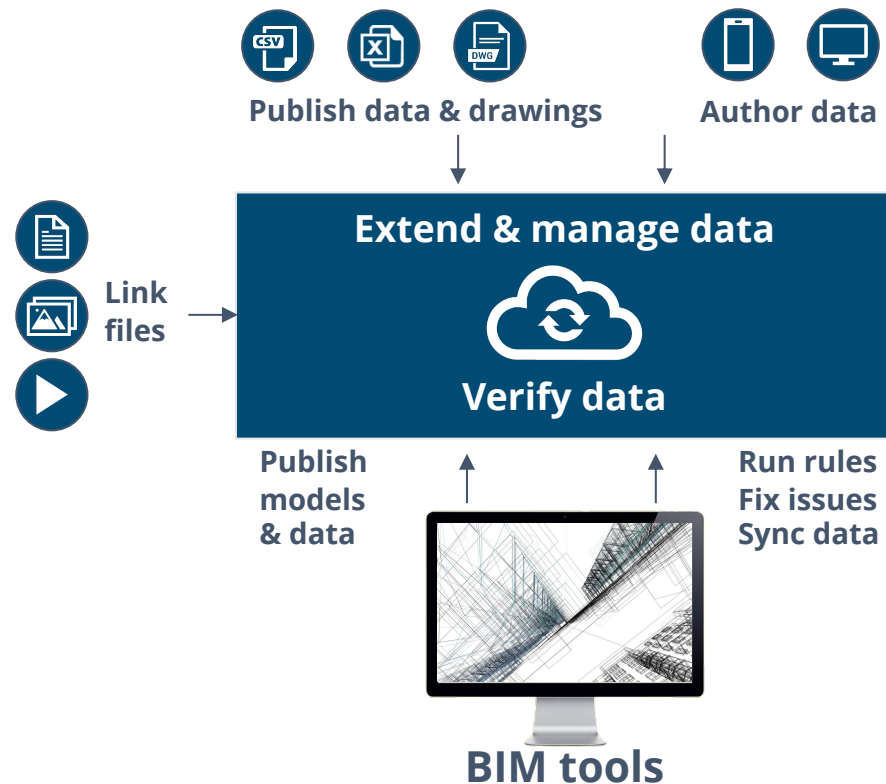 CSV
X
DWG
Publish data & drawings
Author data
Extend & manage data
Link
files
Verify data
Publish
models
& data
Run rules
Fix issues
Sync data
BIM tools